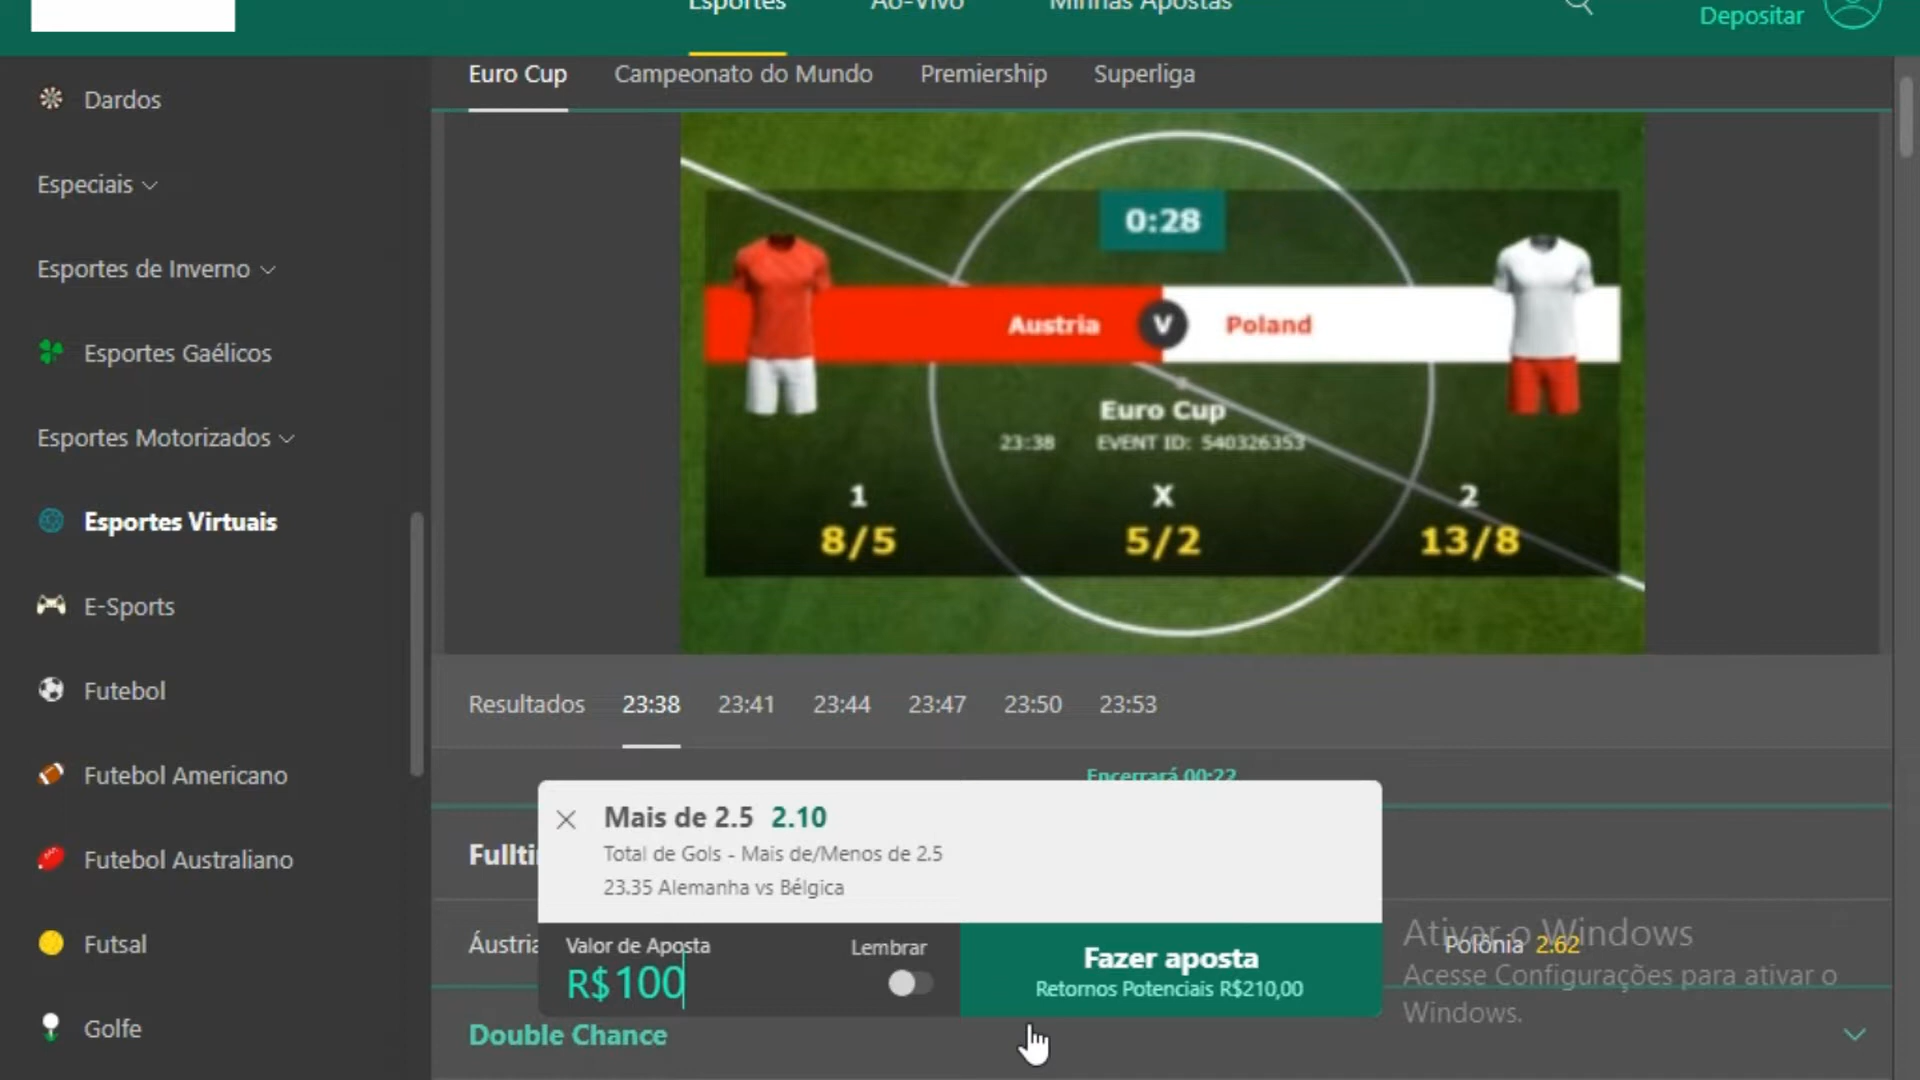 Esportes Ao-Vivo Minhas Apostas
Depositar
Euro Cup Campeonato do Mundo Premiership Superliga
Dardos
Especiais
Esportes de Inverno
Esportes Gaélicos
Esportes Motorizados
Esportes Virtuais
E-Sports
Futebol
Futebol Americano
Futebol Australiano
Futsal
Golfe
0:28
Austria V Poland
Euro Cup
23:38 EVENT ID: 540326353
1 X 2
8/5 5/2 13/8
Resultados 23:38 23:41 23:44 23:47 23:50 23:53
Encerrará 00:22
Mais de 2.5 2.10
Total de Gols - Mais de/Menos de 2.5
23.35 Alemanha vs Bélgica
Valor de Aposta Lembrar
R$100
Fazer aposta
Retornos Potenciais R$210,00
Polônia 2.62
Double Chance
Ativar o Windows
Acesse Configurações para ativar o
Windows.